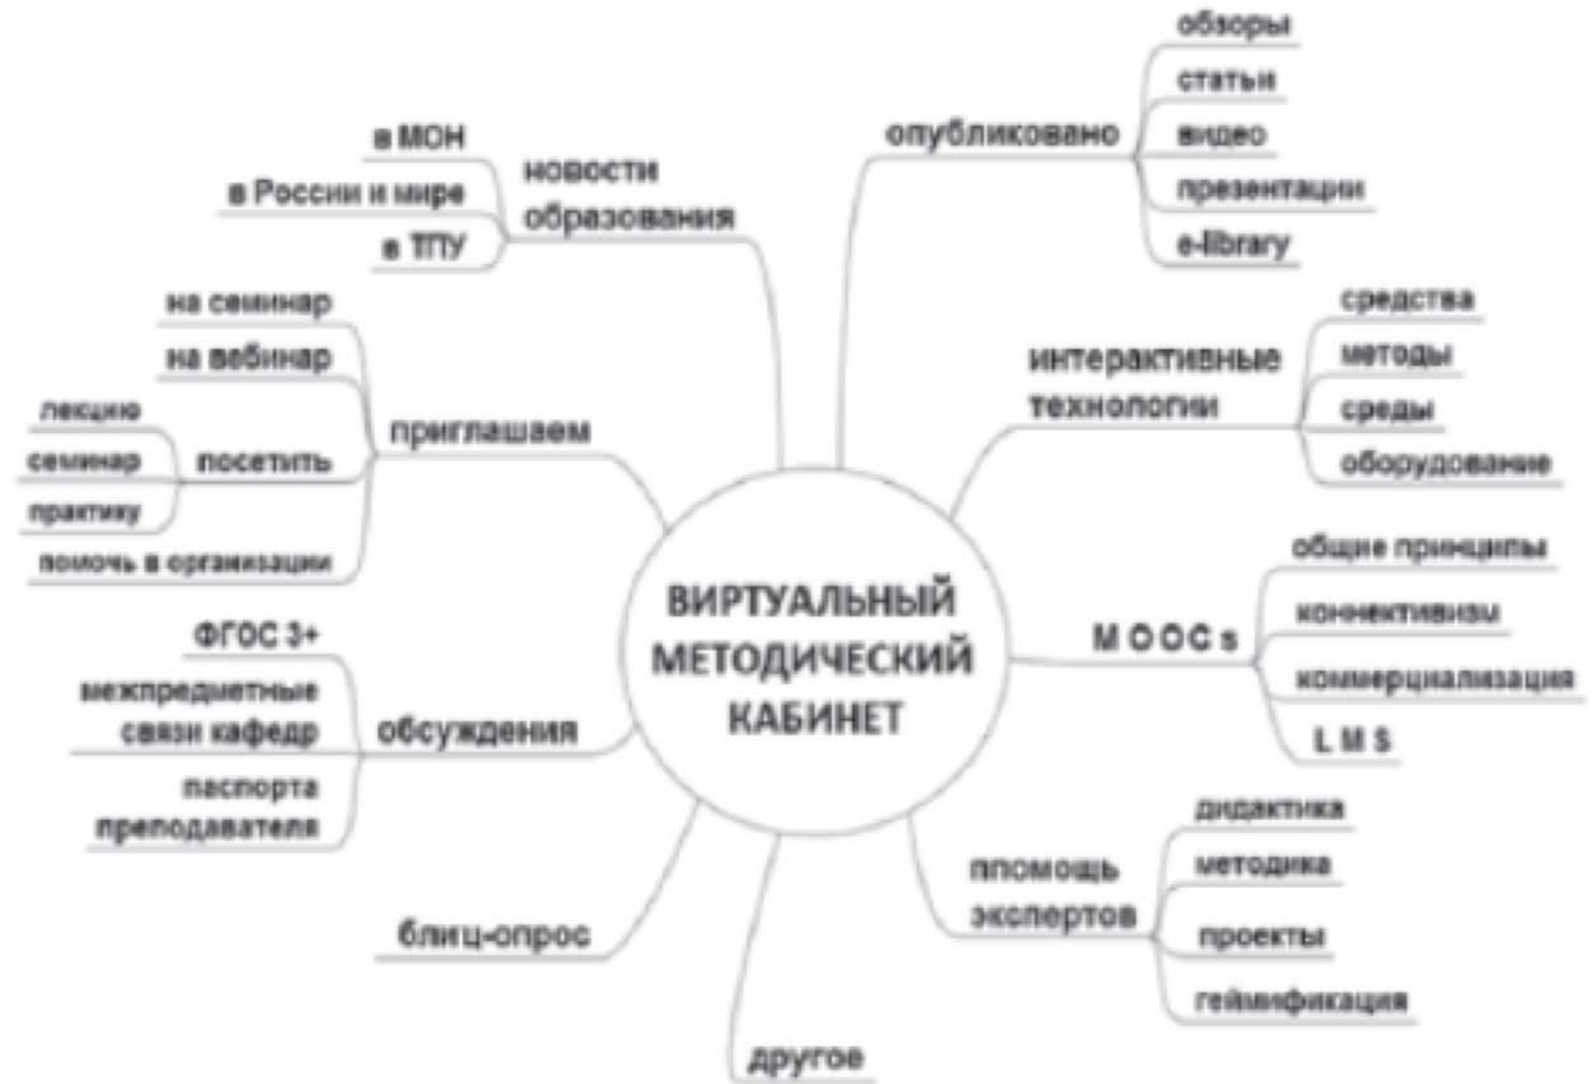 ВИРТУАЛЬНЫЙ
МЕТОДИЧЕСКИЙ
КАБИНЕТ
опубликовано
обзоры
статьи
видео
презентации
e-library
интерактивные
технологии
средства
методы
среды
оборудование
M O O C s
общие принципы
коннективизм
коммерциализация
L M S
ппомощь
экспертов
дидактика
методика
проекты
геймификация
другое
блиц-опрос
обсуждения
ФГОС 3+
межпредметные
связи кафедр
паспорта
преподавателя
приглашаем
на семинар
на вебинар
посетить
лекцию
семинар
практику
помочь в организации
новости
образования
в МОН
в России и мире
в ТПУ